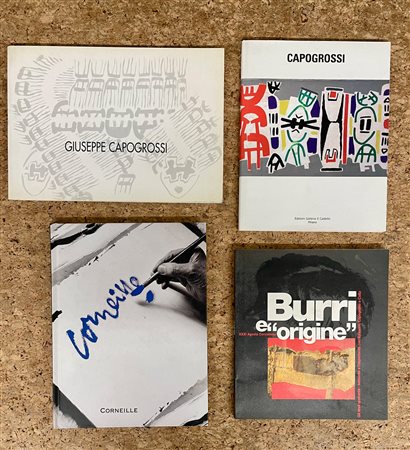 GIUSEPPE CAPOGROSSI
CAPOGROSSI
Edizioni Galleria Il Castello
Milano
Corneille
CORNEILLE
Burri
e "origine"